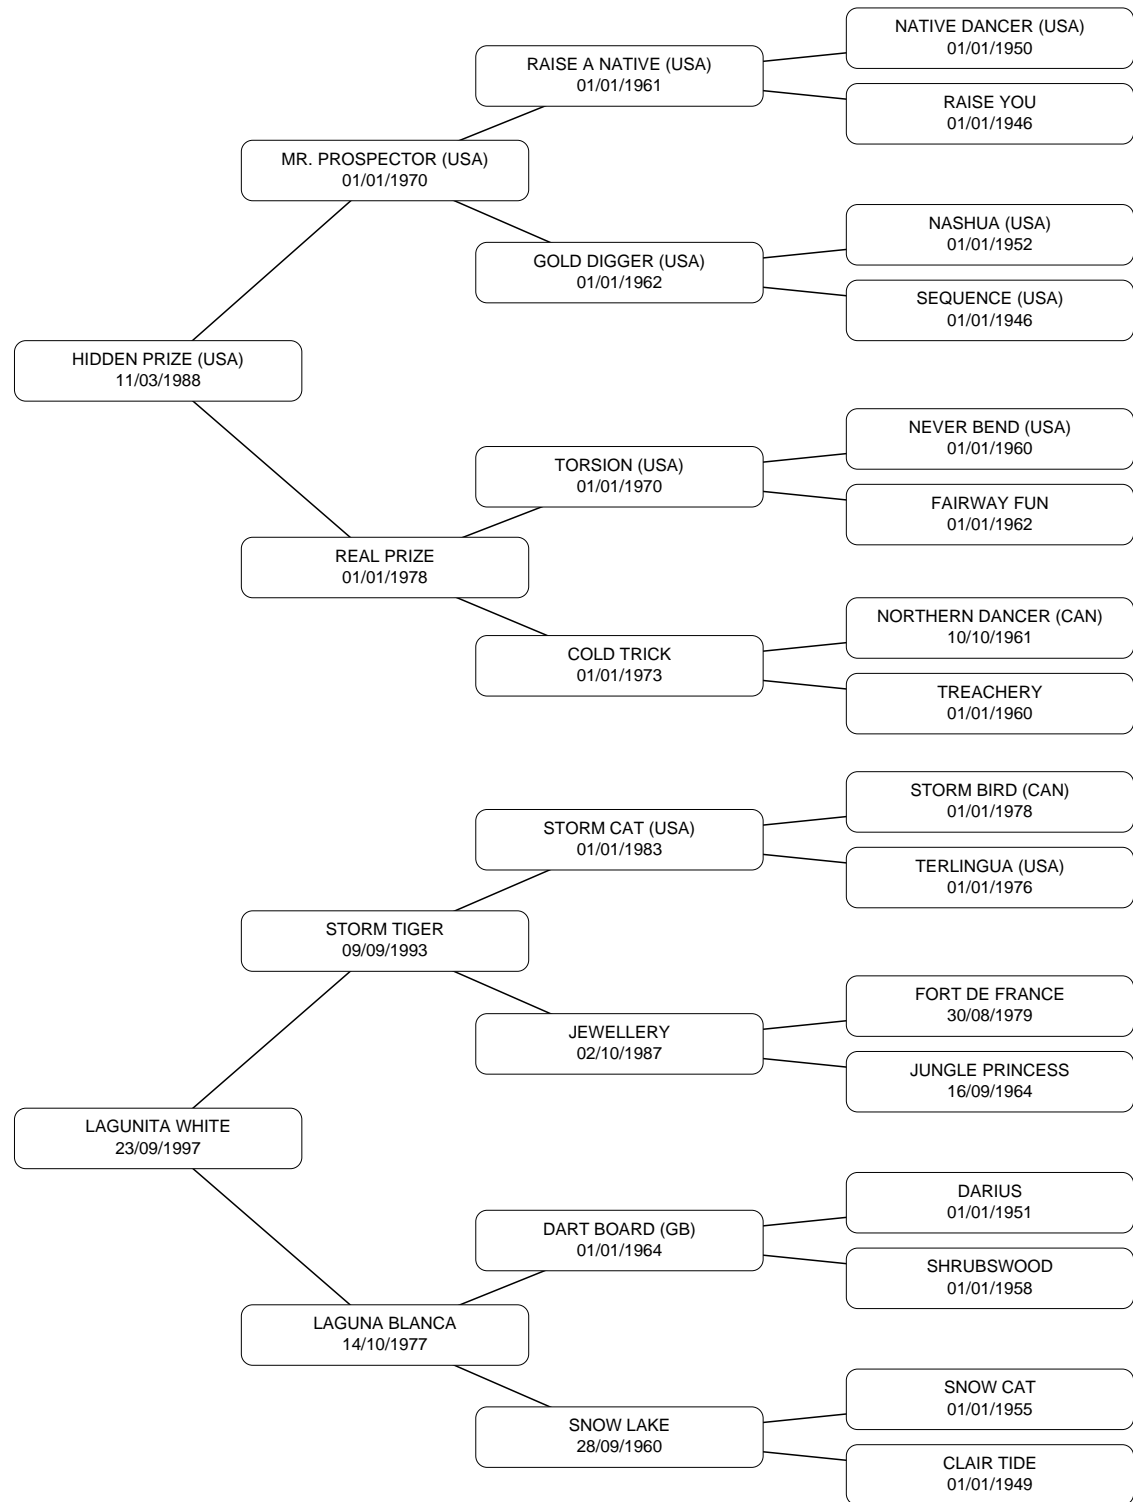 NATIVE DANCER (USA)
01/01/1950
RAISE A NATIVE (USA)
01/01/1961
RAISE YOU
01/01/1946
MR. PROSPECTOR (USA)
01/01/1970
NASHUA (USA)
01/01/1952
GOLD DIGGER (USA)
01/01/1962
SEQUENCE (USA)
01/01/1946
HIDDEN PRIZE (USA)
11/03/1988
NEVER BEND (USA)
01/01/1960
TORSION (USA)
01/01/1970
FAIRWAY FUN
01/01/1962
REAL PRIZE
01/01/1978
NORTHERN DANCER (CAN)
10/10/1961
COLD TRICK
01/01/1973
TREACHERY
01/01/1960
STORM BIRD (CAN)
01/01/1978
STORM CAT (USA)
01/01/1983
TERLINGUA (USA)
01/01/1976
STORM TIGER
09/09/1993
FORT DE FRANCE
30/08/1979
JEWELLERY
02/10/1987
JUNGLE PRINCESS
16/09/1964
LAGUNITA WHITE
23/09/1997
DARIUS
01/01/1951
DART BOARD (GB)
01/01/1964
SHRUBSWOOD
01/01/1958
LAGUNA BLANCA
14/10/1977
SNOW CAT
01/01/1955
SNOW LAKE
28/09/1960
CLAIR TIDE
01/01/1949